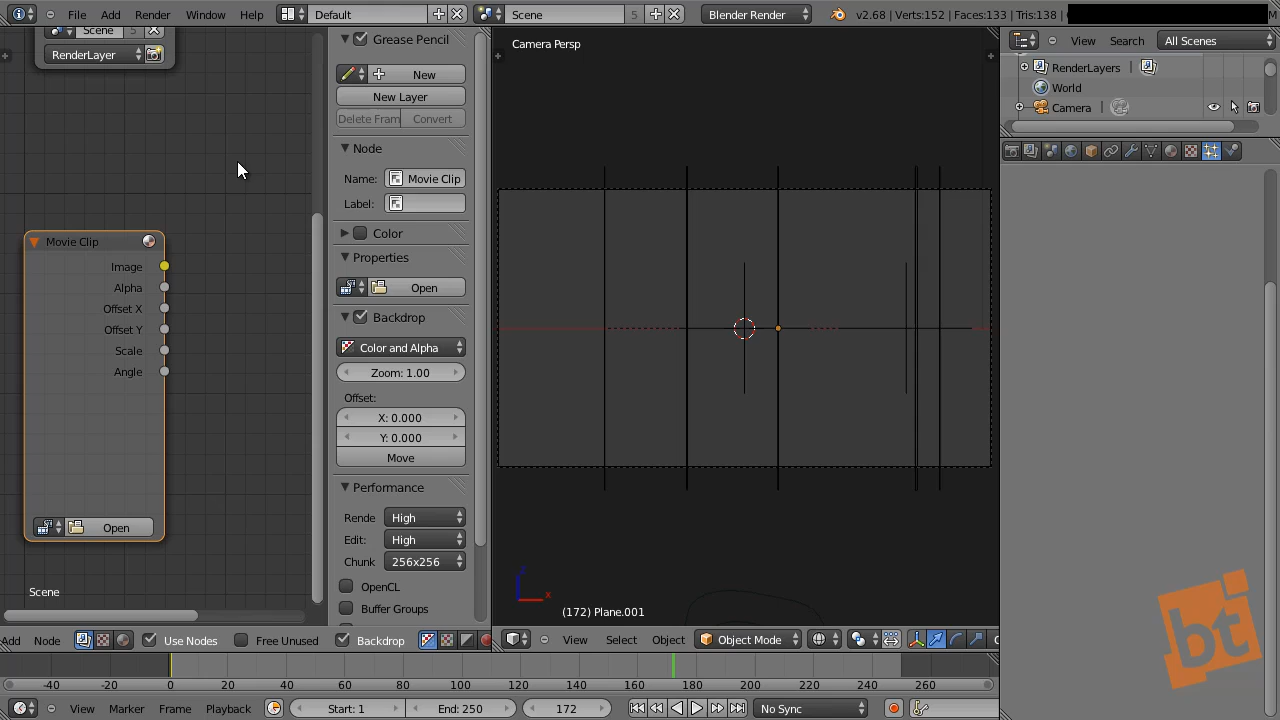 File Add Render Window Help Default Scene 5 Blender Render v2.68 | Verts:152 | Faces:133 | Tris:138 | M
Scene 5
RenderLayer
Grease Pencil
New
New Layer
Delete Fram Convert
Node
Name: Movie Clip
Label:
Color
Properties
Open
Backdrop
Color and Alpha
Zoom: 1.00
Offset:
X: 0.000
Y: 0.000
Move
Performance
Rende High
Edit: High
Chunk 256x256
OpenCL
Buffer Groups
Movie Clip
Image
Alpha
Offset X
Offset Y
Scale
Angle
Open
Scene
Camera Persp
z
x
(172) Plane.001
View Search All Scenes
RenderLayers
World
Camera
Add Node Use Nodes Free Unused Backdrop
View Select Object Object Mode
-40 -20 0 20 40 60 80 100 120 140 160 180 200 220 240 260
View Marker Frame Playback Start: 1 End: 250 172 No Sync
bt